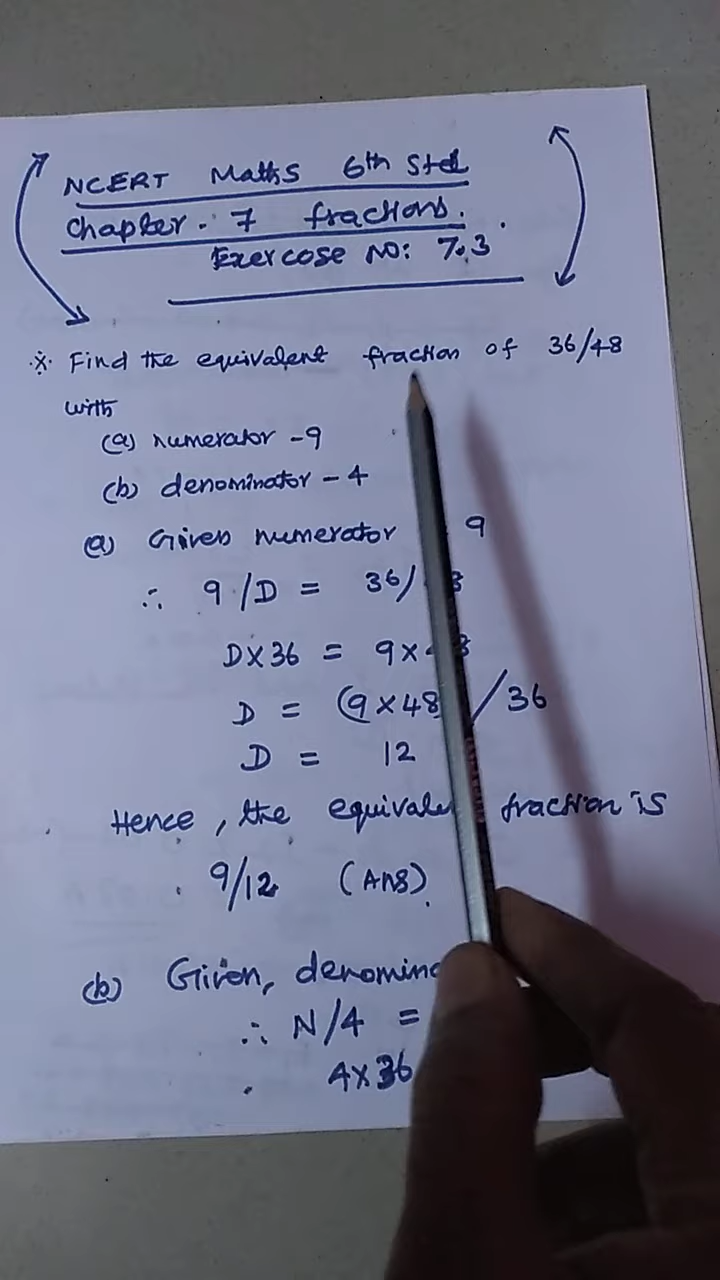 NCERT Maths 6th Std
Chapter. 7 fractions.
Exercose NO: 7.3.
Find the equivalent fraction of 36/48
with
(a) numerator - 9
(b) denominator - 4
(a) Given numerator 9
∴ 9/D = 36/
D×36 = 9×
D = (9×48 /36
D = 12
Hence, the equivale fraction is
9/12 (Ans).
(b) Given, denomin
∴ N/4 =
4×36